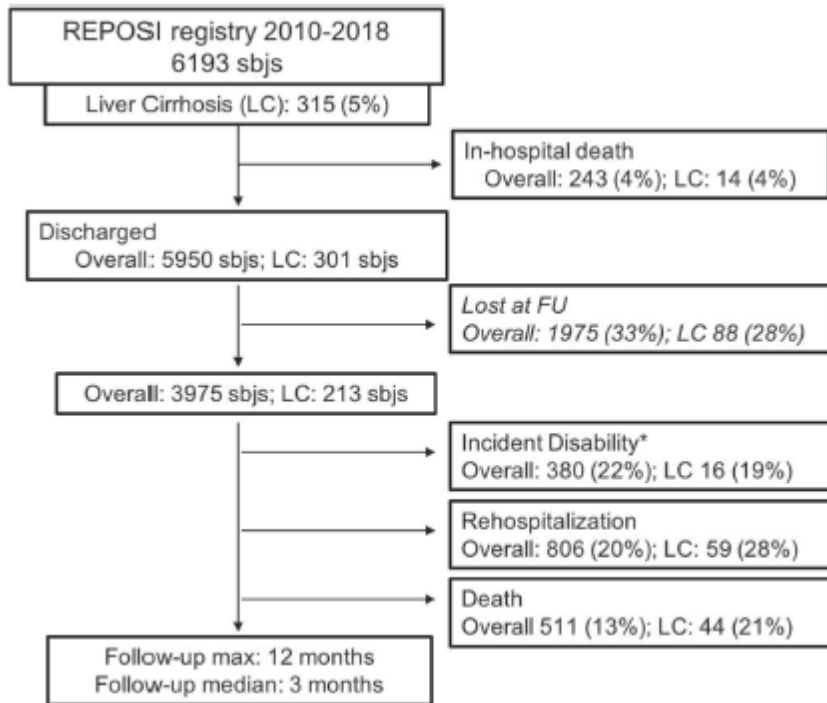 REPOSI registry 2010-2018
6193 sbjs
Liver Cirrhosis (LC): 315 (5%)
In-hospital death
Overall: 243 (4%); LC: 14 (4%)
Discharged
Overall: 5950 sbjs; LC: 301 sbjs
Lost at FU
Overall: 1975 (33%); LC 88 (28%)
Overall: 3975 sbjs; LC: 213 sbjs
Incident Disability*
Overall: 380 (22%); LC 16 (19%)
Rehospitalization
Overall: 806 (20%); LC: 59 (28%)
Death
Overall 511 (13%); LC: 44 (21%)
Follow-up max: 12 months
Follow-up median: 3 months